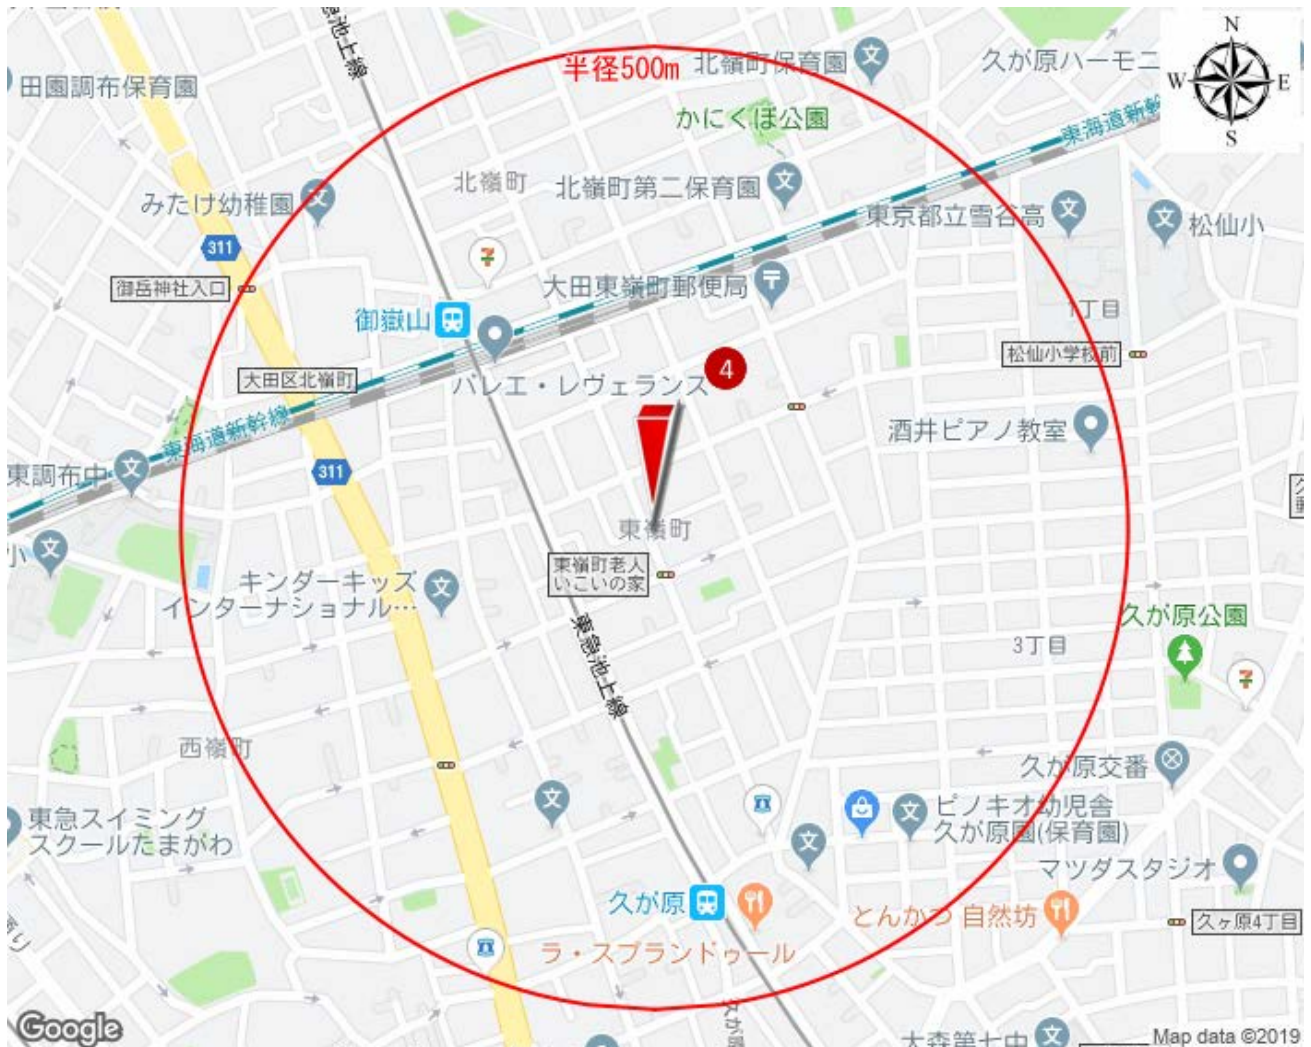 東急池上線
N
W
E
S
半径500m
北嶺町保育園
久が原ハーモニ
田園調布保育園
かにくぼ公園
東海道新幹
北嶺町
みたけ幼稚園
北嶺町第二保育園
東京都立雪谷高
松仙小
311
御岳神社入口
大田東嶺町郵便局
1丁目
御嶽山
松仙小学校前
大田区北嶺町
バレエ・レヴェランス
4
東海道新幹線
酒井ピアノ教室
東調布中
311
東嶺町
小
東嶺町老人
いこいの家
キンダーキッズ
インターナショナル…
久が原公園
東急池上線
3丁目
西嶺町
久が原交番
東急スイミング
スクールたまがわ
ピノキオ幼児舎
久が原園(保育園)
マツダスタジオ
久が原
とんかつ 自然坊
久ヶ原4丁目
ラ・スプランドゥール
大森第七中
Google
Map data ©2019